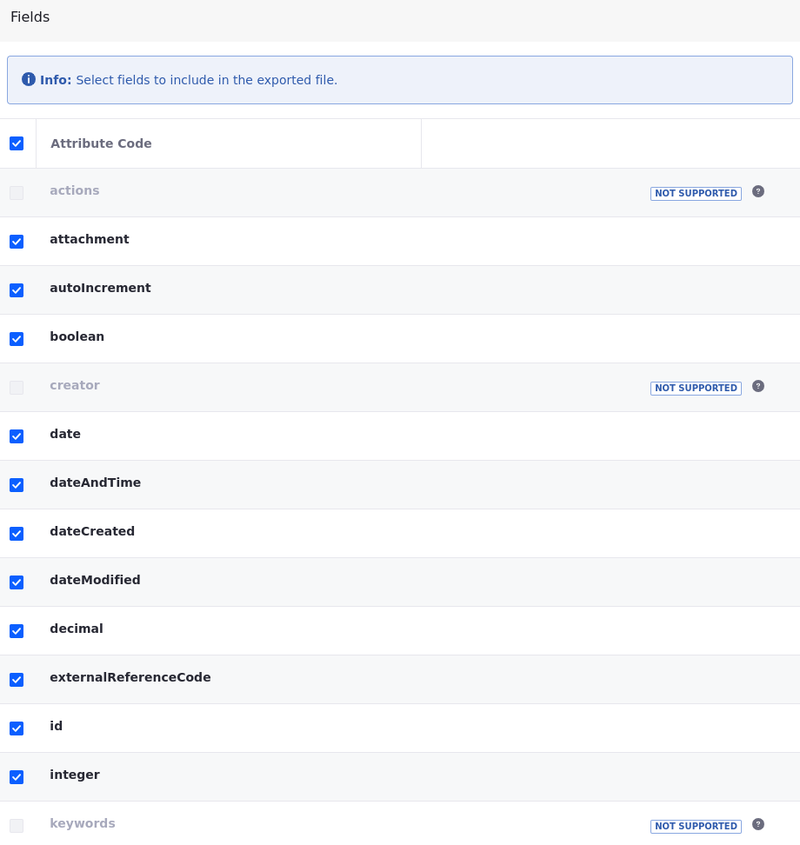 Fields
Info: Select fields to include in the exported file.
Attribute Code
actions NOT SUPPORTED
attachment
autoIncrement
boolean
creator NOT SUPPORTED
date
dateAndTime
dateCreated
dateModified
decimal
externalReferenceCode
id
integer
keywords NOT SUPPORTED